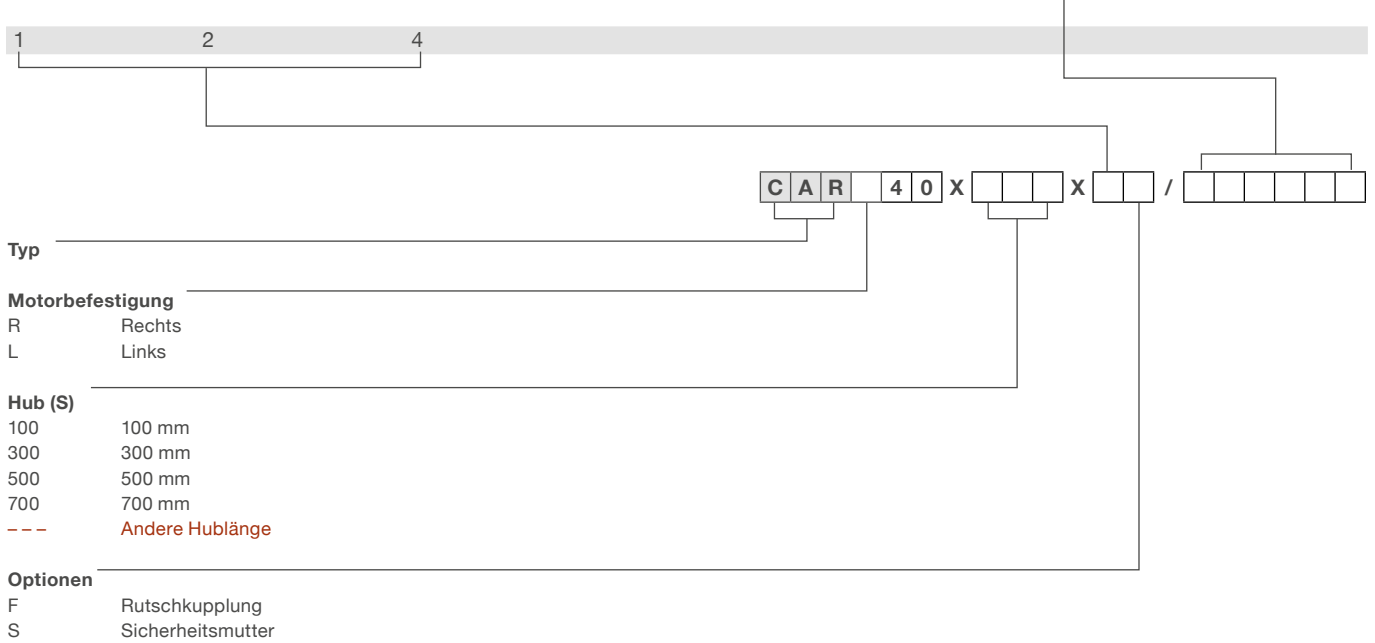 1 2 4
C A R 4 0 X X /
Typ
Motorbefestigung
R Rechts
L Links
Hub (S)
100 100 mm
300 300 mm
500 500 mm
700 700 mm
– – – Andere Hublänge
Optionen
F Rutschkupplung
S Sicherheitsmutter